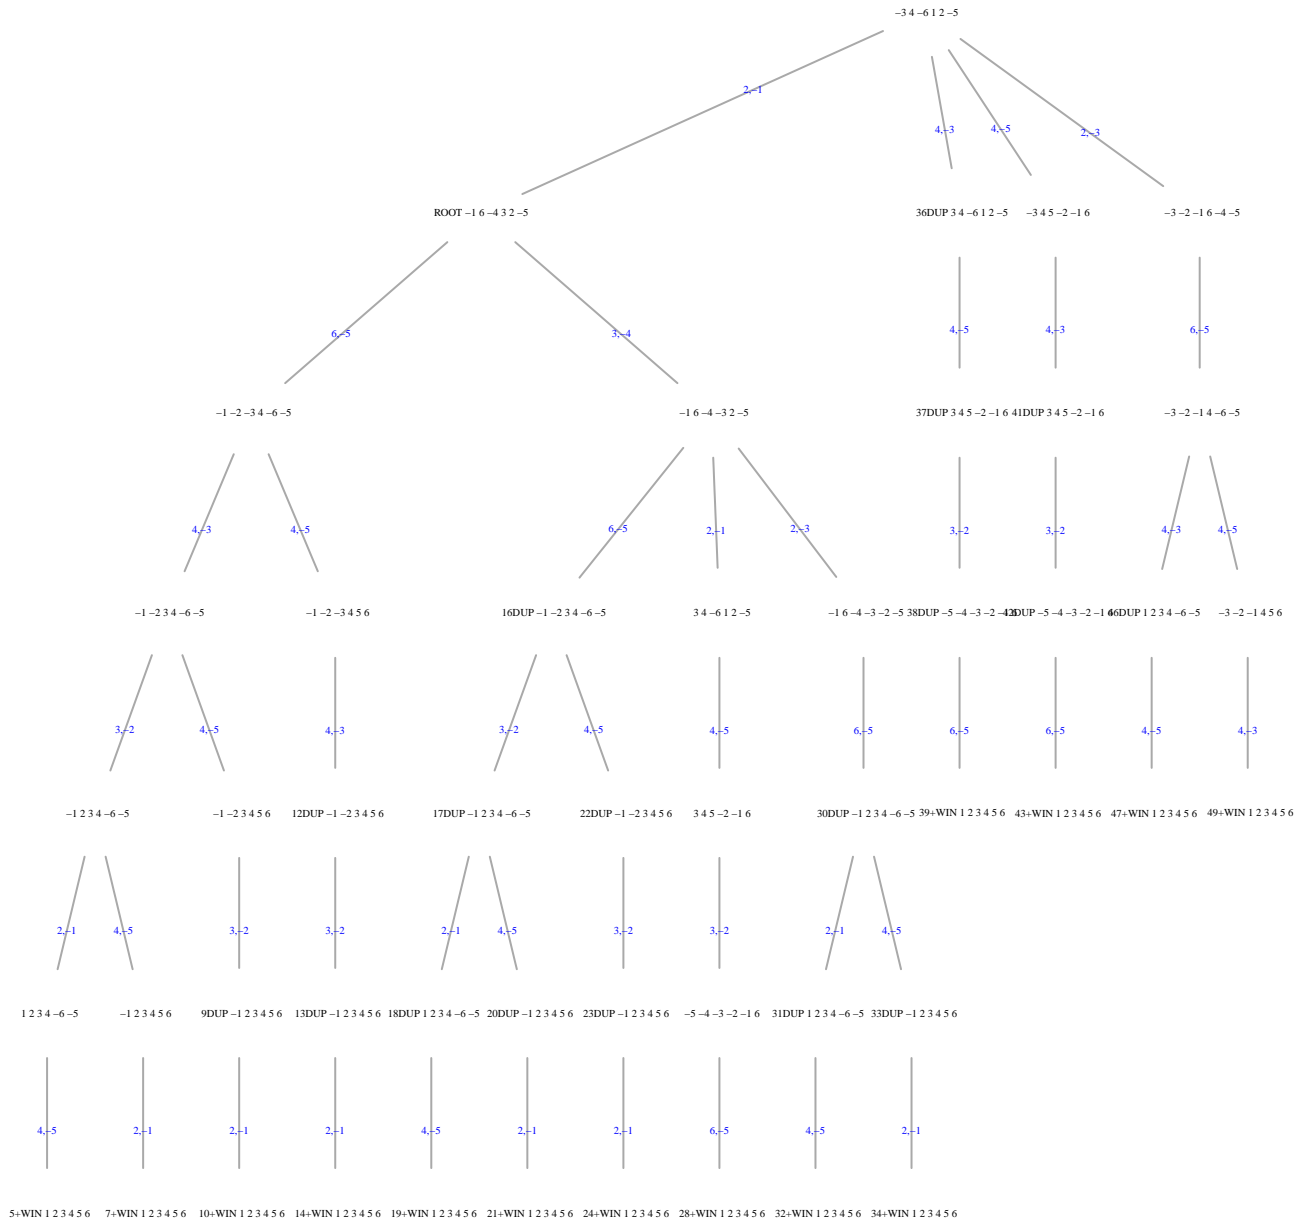 −3 4 −6 1 2 −5
2,−1
4,−3
4,−5
2,−3
ROOT −1 6 −4 3 2 −5
36DUP 3 4 −6 1 2 −5
−3 4 5 −2 −1 6
−3 −2 −1 6 −4 −5
6,−5
3,−4
4,−5
4,−3
6,−5
−1 −2 −3 4 −6 −5
−1 6 −4 −3 2 −5
37DUP 3 4 5 −2 −1 6
41DUP 3 4 5 −2 −1 6
−3 −2 −1 4 −6 −5
4,−3
4,−5
6,−5
2,−1
2,−3
3,−2
3,−2
4,−3
4,−5
−1 −2 3 4 −6 −5
−1 −2 −3 4 5 6
16DUP −1 −2 3 4 −6 −5
3 4 −6 1 2 −5
−1 6 −4 −3 −2 −5
38DUP −5 −4 −3 −2 −1 6
42DUP −5 −4 −3 −2 −1 6
46DUP 1 2 3 4 −6 −5
−3 −2 −1 4 5 6
3,−2
4,−5
4,−3
3,−2
4,−5
4,−5
6,−5
6,−5
6,−5
4,−5
4,−3
−1 2 3 4 −6 −5
−1 −2 3 4 5 6
12DUP −1 −2 3 4 5 6
17DUP −1 2 3 4 −6 −5
22DUP −1 −2 3 4 5 6
3 4 5 −2 −1 6
30DUP −1 2 3 4 −6 −5
39+WIN 1 2 3 4 5 6
43+WIN 1 2 3 4 5 6
47+WIN 1 2 3 4 5 6
49+WIN 1 2 3 4 5 6
2,−1
4,−5
3,−2
3,−2
2,−1
4,−5
3,−2
3,−2
2,−1
4,−5
1 2 3 4 −6 −5
−1 2 3 4 5 6
9DUP −1 2 3 4 5 6
13DUP −1 2 3 4 5 6
18DUP 1 2 3 4 −6 −5
20DUP −1 2 3 4 5 6
23DUP −1 2 3 4 5 6
−5 −4 −3 −2 −1 6
31DUP 1 2 3 4 −6 −5
33DUP −1 2 3 4 5 6
4,−5
2,−1
2,−1
2,−1
4,−5
2,−1
2,−1
6,−5
4,−5
2,−1
5+WIN 1 2 3 4 5 6
7+WIN 1 2 3 4 5 6
10+WIN 1 2 3 4 5 6
14+WIN 1 2 3 4 5 6
19+WIN 1 2 3 4 5 6
21+WIN 1 2 3 4 5 6
24+WIN 1 2 3 4 5 6
28+WIN 1 2 3 4 5 6
32+WIN 1 2 3 4 5 6
34+WIN 1 2 3 4 5 6